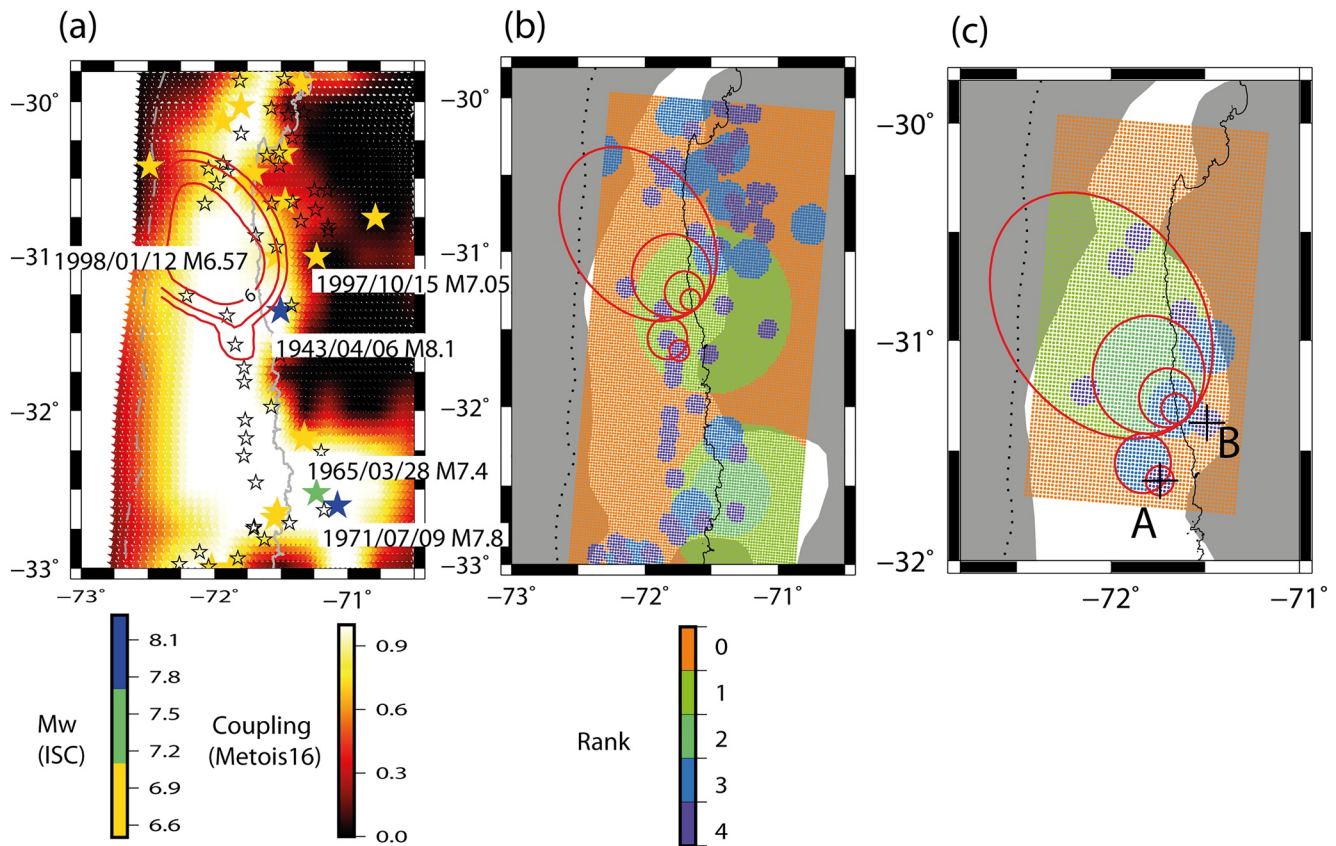 (a)
−30˚
−31˚
−32˚
−33˚
−73˚
−72˚
−71˚
1998/01/12 M6.57
6
1997/10/15 M7.05
1943/04/06 M8.1
1965/03/28 M7.4
1971/07/09 M7.8
Mw
(ISC)
8.1
7.8
7.5
7.2
6.9
6.6
Coupling
(Metois16)
0.9
0.6
0.3
0.0
(b)
−30˚
−31˚
−32˚
−33˚
−73˚
−72˚
−71˚
Rank
0
1
2
3
4
(c)
−30˚
−31˚
−32˚
−72˚
−71˚
B
A